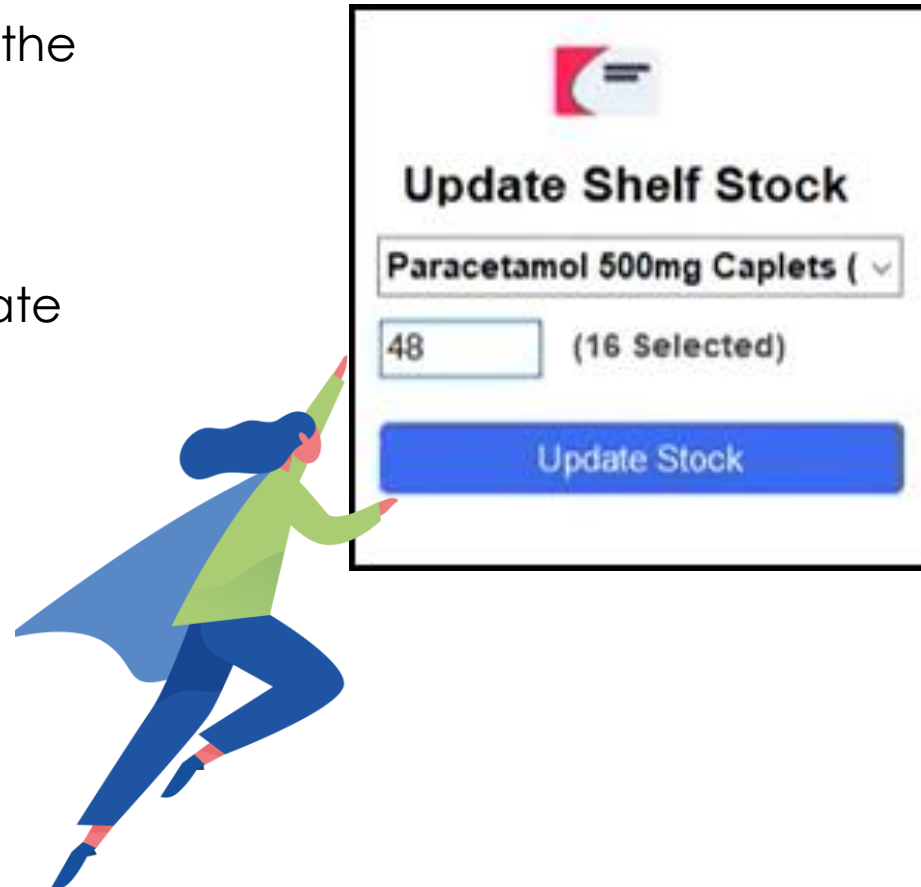 the
ate
Update Shelf Stock
Paracetamol 500mg Caplets (
48 (16 Selected)
Update Stock